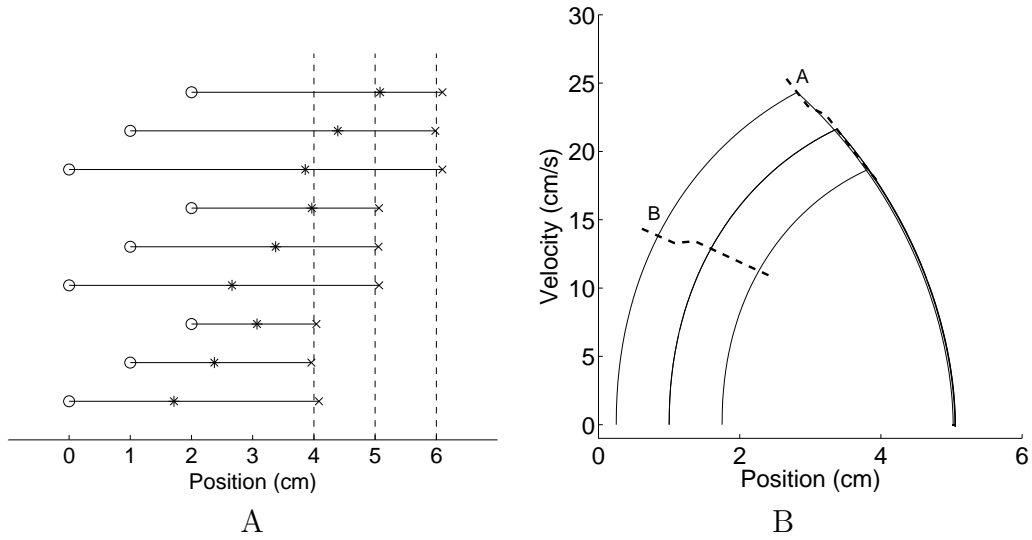 0 1 2 3 4 5 6
Position (cm)
A
30
25
20
15
10
5
0
Velocity (cm/s)
A
B
0 2 4 6
Position (cm)
B